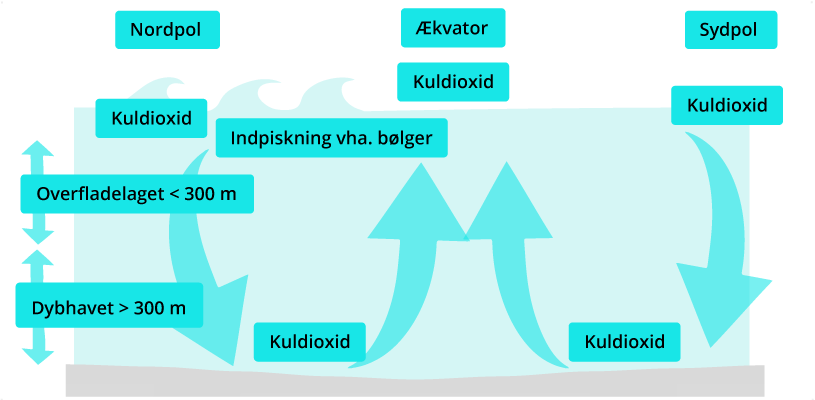 Nordpol
Ækvator
Sydpol
Kuldioxid
Kuldioxid
Kuldioxid
Indpiskning vha. bølger
Overfladelaget < 300 m
Dybhavet > 300 m
Kuldioxid
Kuldioxid